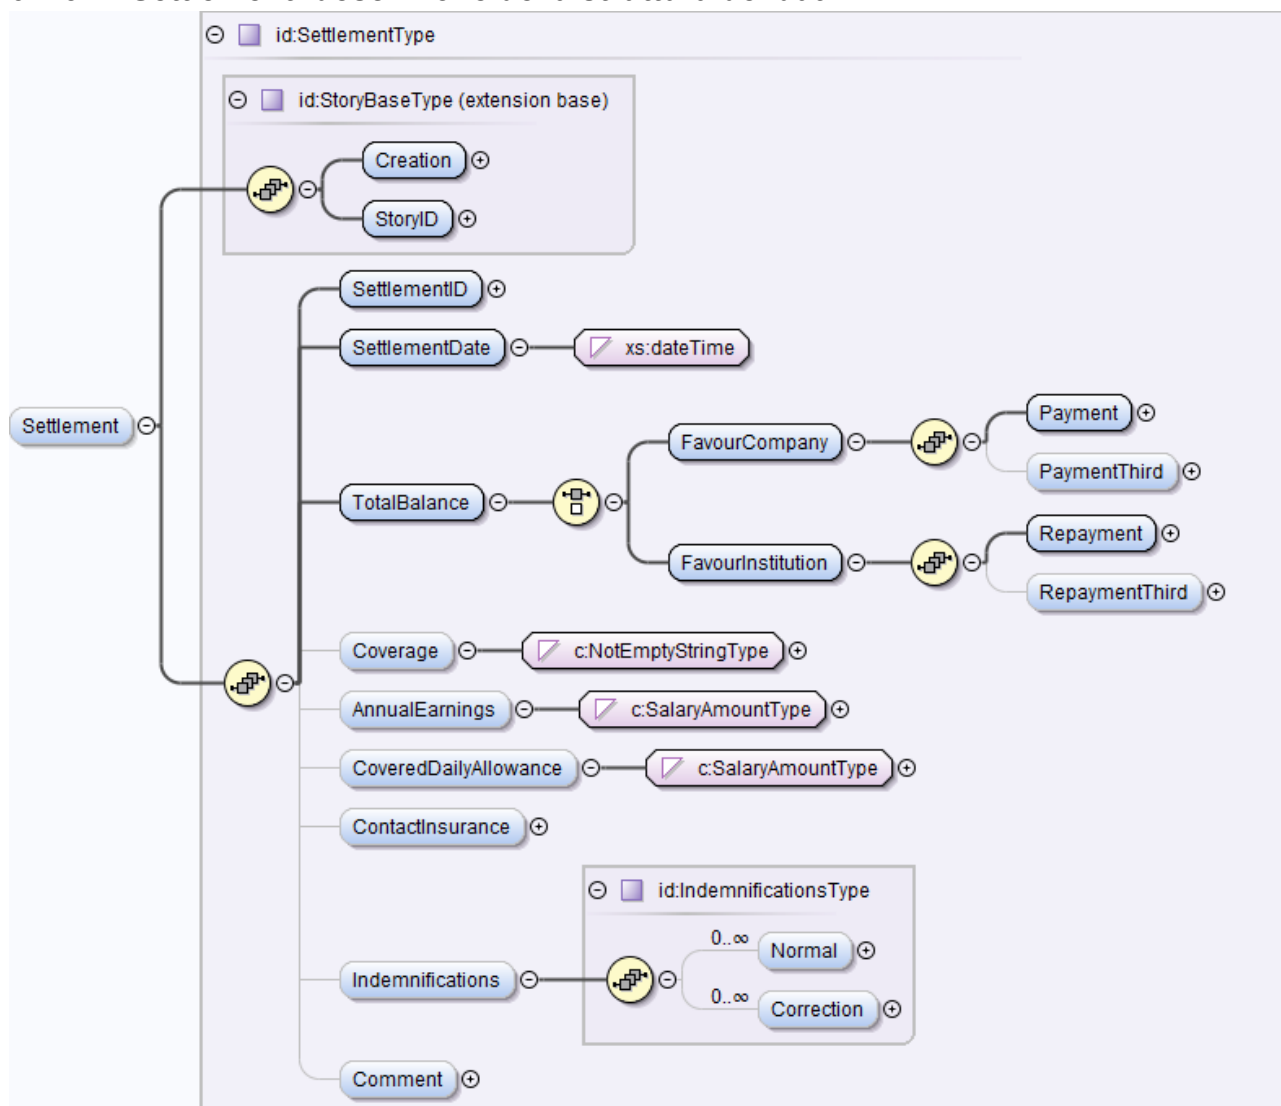 id:SettlementType
id:StoryBaseType (extension base)
Creation
StoryID
SettlementID
SettlementDate
xs:dateTime
Settlement
TotalBalance
FavourCompany
Payment
PaymentThird
FavourInstitution
Repayment
RepaymentThird
Coverage
c:NotEmptyStringType
AnnualEarnings
c:SalaryAmountType
CoveredDailyAllowance
c:SalaryAmountType
ContactInsurance
id:IndemnificationsType
Indemnifications
0..∞
Normal
0..∞
Correction
Comment